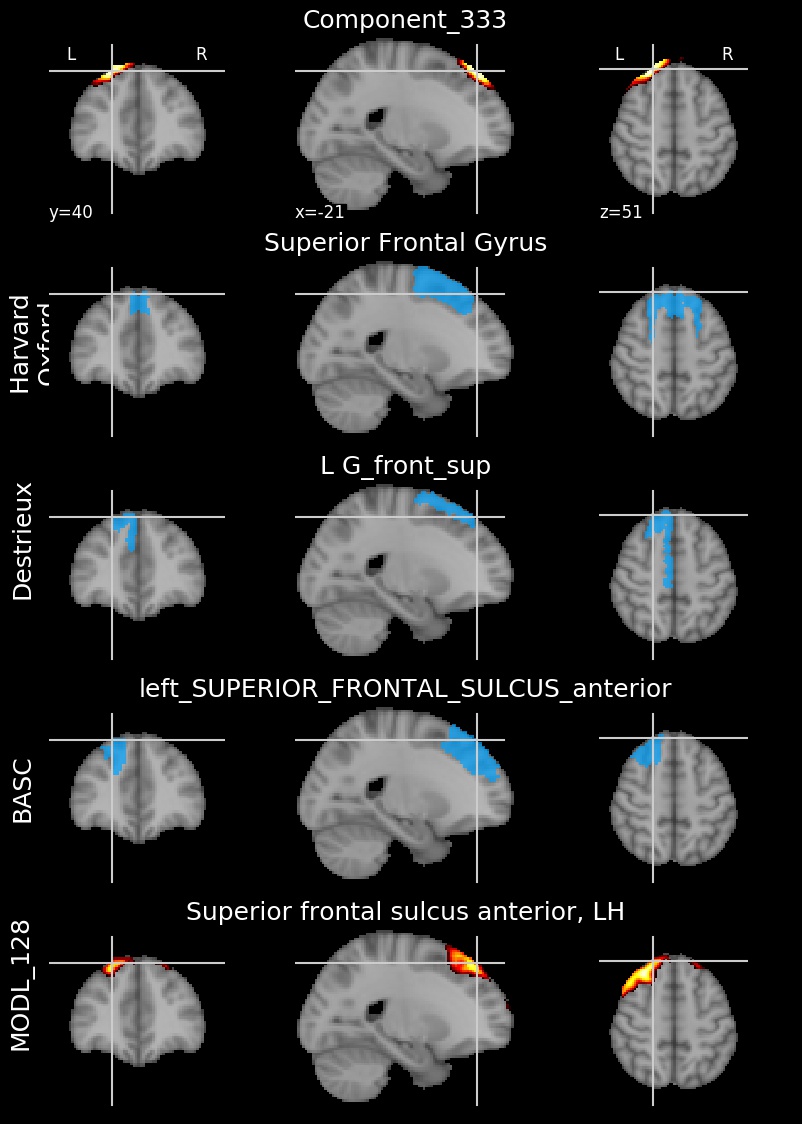 Component_333
L R
L R
y=40
x=-21
z=51
Superior Frontal Gyrus
Harvard
L G_front_sup
Destrieux
left_SUPERIOR_FRONTAL_SULCUS_anterior
BASC
Superior frontal sulcus anterior, LH
MODL_128